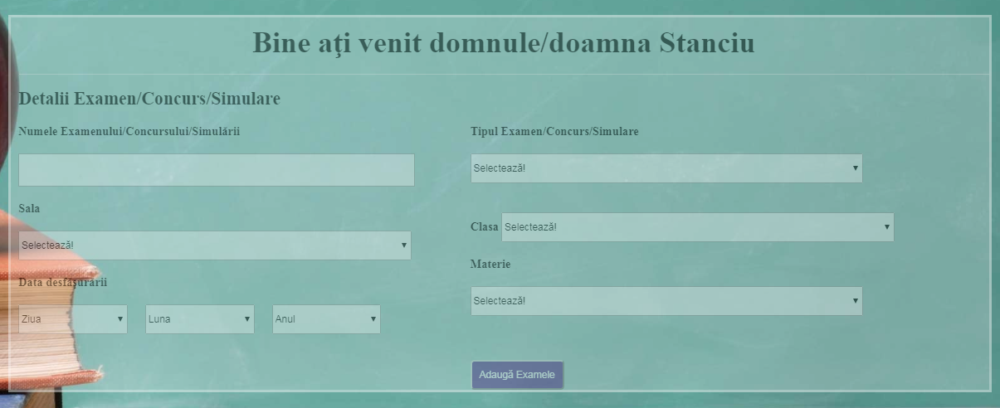 Bine aţi venit domnule/doamna Stanciu
Detalii Examen/Concurs/Simulare
Numele Examenului/Concursului/Simulării
Tipul Examen/Concurs/Simulare
Selectează!
Sala
Selectează!
Clasa Selectează!
Materie
Selectează!
Data desfăşurării
Ziua Luna Anul
Adaugă Examele